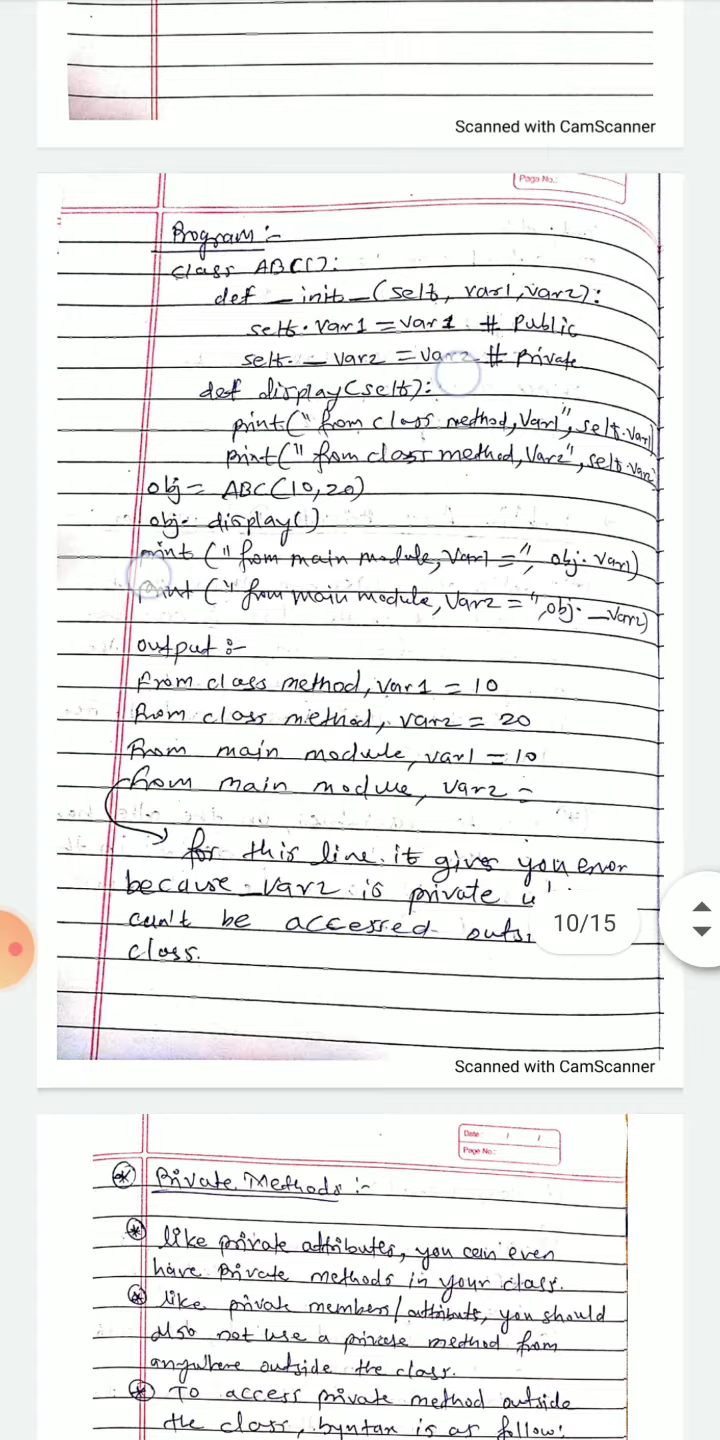 Scanned with CamScanner
Page No.:
Program :-
class ABC():
def __init__(self, var1, var2):
self.var1 = var1 # Public
self.__var2 = var2 # Private
def display(self):
print("from class method, Var1", self.var1)
print("from class method, Var2", self.var
obj = ABC(10,20)
obj. display()
print ("from main module, Var1 =", obj.var1)
print ("from main module, Var2 =", obj.__var2)
output :-
From class method, var1 = 10
From class method, var2 = 20
From main module, var1 = 10
from main module, var2 =
for this line it gives you error
because __var2 is private
can't be accessed outsi
class.
10/15
Scanned with CamScanner
Date / /
Page No.:
Private Methods :-
like private attributes, you can even
have private methods in your class.
like private members/attributs, you should
also not use a private method from
anywhere outside the class.
To access private method outside
the class, syntax is as follow: